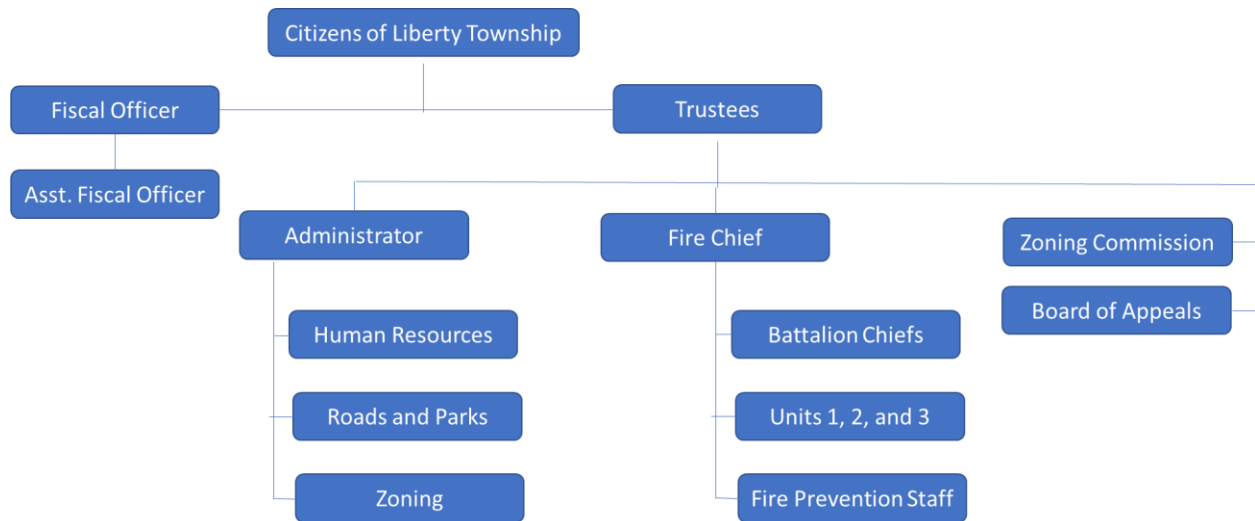 Citizens of Liberty Township
Fiscal Officer
Trustees
Asst. Fiscal Officer
Administrator
Fire Chief
Zoning Commission
Board of Appeals
Human Resources
Battalion Chiefs
Roads and Parks
Units 1, 2, and 3
Zoning
Fire Prevention Staff